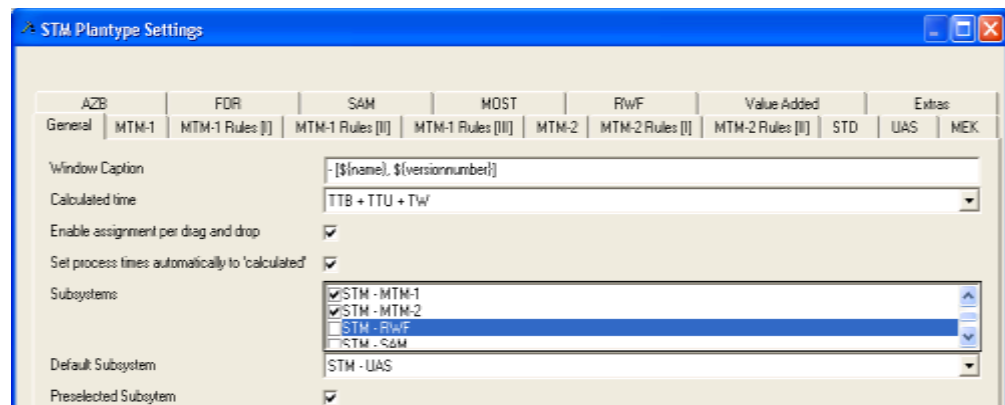 STM Plantype Settings
AZB FDR SAM MOST RWF Value Added Extras
General MTM-1 MTM-1 Rules [I] MTM-1 Rules [II] MTM-1 Rules [III] MTM-2 MTM-2 Rules [I] MTM-2 Rules [II] STD UAS MEK
Window Caption - [${name}, ${versionnumber}]
Calculated time TTB + TTU + TW
Enable assignment per drag and drop
Set process times automatically to 'calculated'
Subsystems STM - MTM-1
STM - MTM-2
STM - RWF
STM - SAM
Default Subsystem STM - UAS
Preselected Subsytem